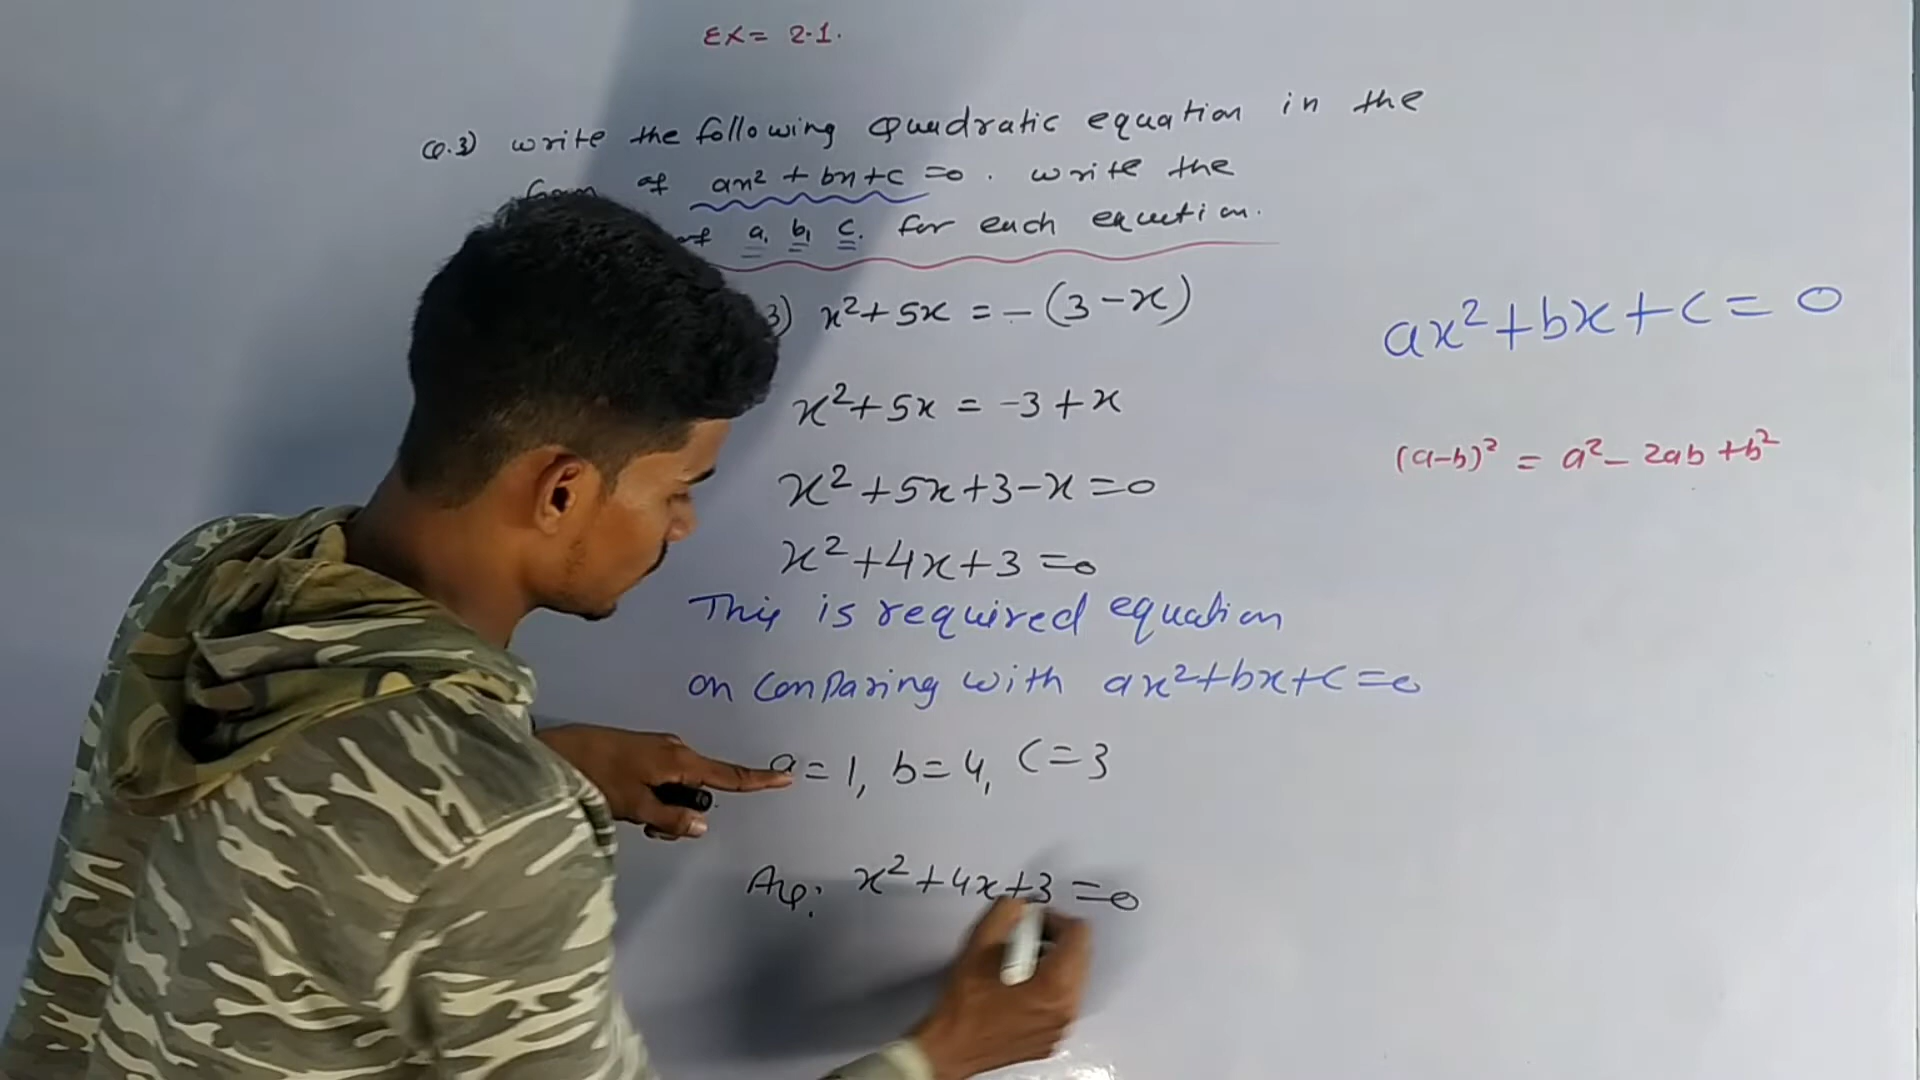 EX= 2.1.
Q.3) write the following Quadratic equation in the
form of ax² + bx+c =0. write the
of a, b, c. for each equation.
3) x²+5x = -(3-x)
x²+5x = -3+x
x²+5x+3-x=0
x²+4x+3=0
This is required equation
on comparing with ax²+bx+c=0
a=1, b=4, c=3
x²+4x+3=0
ax²+bx+c=0
(a-b)² = a²-2ab+b²